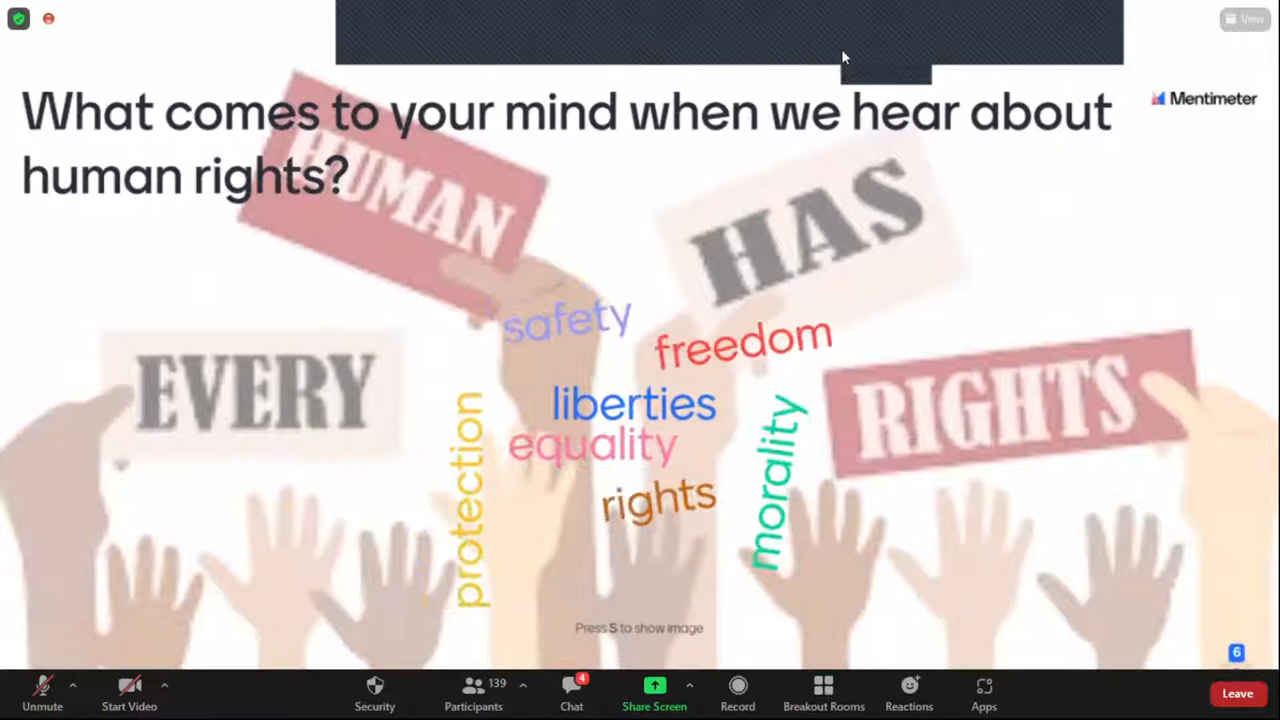 View
What comes to your mind when we hear about
human rights?
Mentimeter
HUMAN
HAS
EVERY
RIGHTS
safety
freedom
liberties
equality
protection
morality
rights
Press S to show image
6
139
4
Unmute
Start Video
Security
Participants
Chat
Share Screen
Record
Breakout Rooms
Reactions
Apps
Leave